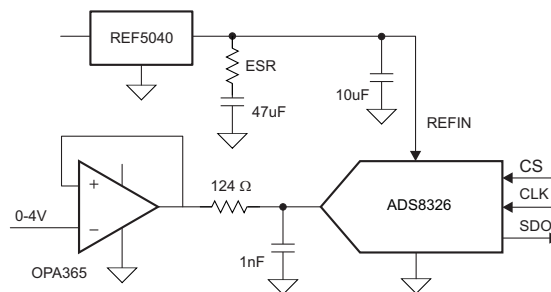 REF5040
ESR
47uF
10uF
REFIN
+
−
0-4V
OPA365
124 Ω
1nF
ADS8326
CS
CLK
SDO